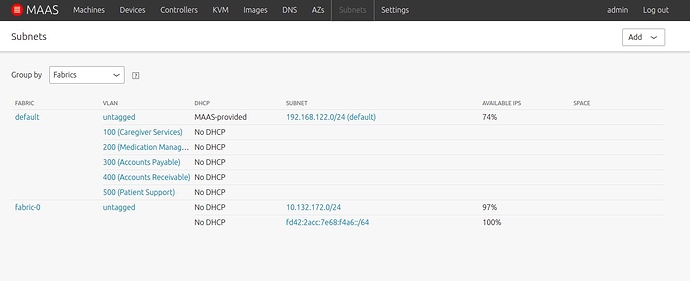 MAAS Machines Devices Controllers KVM Images DNS AZs Subnets Settings admin Log out
Subnets Add
Group by Fabrics [?]
FABRIC VLAN DHCP SUBNET AVAILABLE IPS SPACE
default untagged MAAS-provided 192.168.122.0/24 (default) 74%
100 (Caregiver Services) No DHCP
200 (Medication Manag... No DHCP
300 (Accounts Payable) No DHCP
400 (Accounts Receivable) No DHCP
500 (Patient Support) No DHCP
fabric-0 untagged No DHCP 10.132.172.0/24 97%
No DHCP fd42:2acc:7e68:f4a6::/64 100%